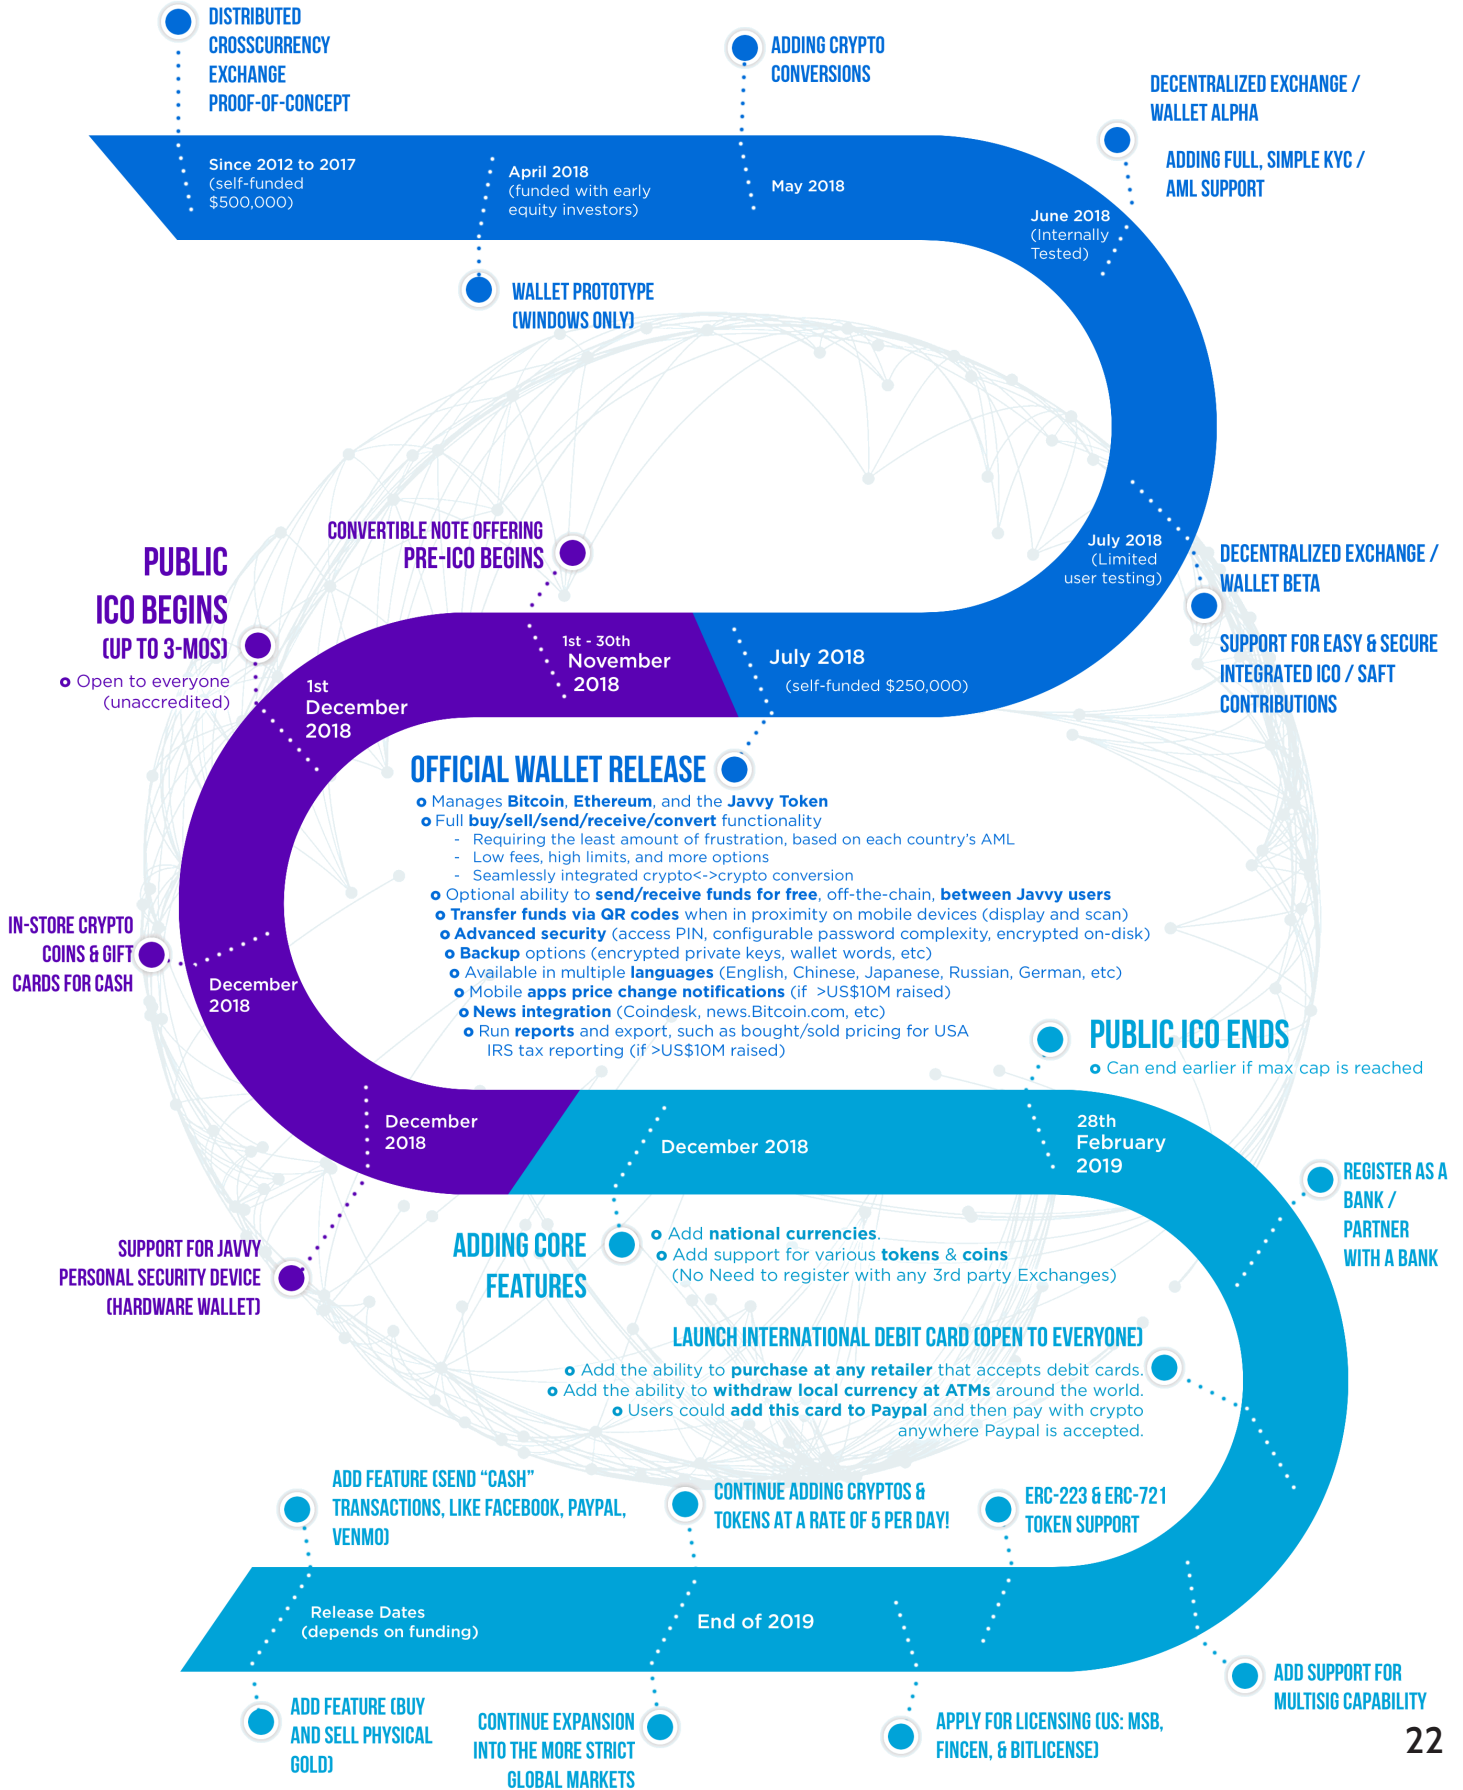 DISTRIBUTED
CROSSCURRENCY
EXCHANGE
PROOF-OF-CONCEPT
Since 2012 to 2017
(self-funded
$500,000)
April 2018
(funded with early
equity investors)
WALLET PROTOTYPE
(WINDOWS ONLY)
ADDING CRYPTO
CONVERSIONS
May 2018
DECENTRALIZED EXCHANGE /
WALLET ALPHA
ADDING FULL, SIMPLE KYC /
AML SUPPORT
June 2018
(Internally
Tested)
July 2018
(Limited
user testing)
DECENTRALIZED EXCHANGE /
WALLET BETA
SUPPORT FOR EASY & SECURE
INTEGRATED ICO / SAFT
CONTRIBUTIONS
July 2018
(self-funded $250,000)
OFFICIAL WALLET RELEASE
Manages Bitcoin, Ethereum, and the Javvy Token
Full buy/sell/send/receive/convert functionality
- Requiring the least amount of frustration, based on each country's AML
- Low fees, high limits, and more options
- Seamlessly integrated crypto<->crypto conversion
Optional ability to send/receive funds for free, off-the-chain, between Javvy users
Transfer funds via QR codes when in proximity on mobile devices (display and scan)
Advanced security (access PIN, configurable password complexity, encrypted on-disk)
Backup options (encrypted private keys, wallet words, etc)
Available in multiple languages (English, Chinese, Japanese, Russian, German, etc)
Mobile apps price change notifications (if >US$10M raised)
News integration (Coindesk, news.Bitcoin.com, etc)
Run reports and export, such as bought/sold pricing for USA
IRS tax reporting (if >US$10M raised)
CONVERTIBLE NOTE OFFERING
PRE-ICO BEGINS
1st - 30th
November
2018
PUBLIC
ICO BEGINS
(UP TO 3-MOS)
Open to everyone
(unaccredited)
1st
December
2018
IN-STORE CRYPTO
COINS & GIFT
CARDS FOR CASH
December
2018
December
2018
SUPPORT FOR JAVVY
PERSONAL SECURITY DEVICE
(HARDWARE WALLET)
December 2018
ADDING CORE
FEATURES
Add national currencies.
Add support for various tokens & coins
(No Need to register with any 3rd party Exchanges)
PUBLIC ICO ENDS
Can end earlier if max cap is reached
28th
February
2019
REGISTER AS A
BANK /
PARTNER
WITH A BANK
LAUNCH INTERNATIONAL DEBIT CARD (OPEN TO EVERYONE)
Add the ability to purchase at any retailer that accepts debit cards.
Add the ability to withdraw local currency at ATMs around the world.
Users could add this card to Paypal and then pay with crypto
anywhere Paypal is accepted.
ADD FEATURE (SEND “CASH”
TRANSACTIONS, LIKE FACEBOOK, PAYPAL,
VENMO)
CONTINUE ADDING CRYPTOS &
TOKENS AT A RATE OF 5 PER DAY!
ERC-223 & ERC-721
TOKEN SUPPORT
Release Dates
(depends on funding)
End of 2019
ADD FEATURE (BUY
AND SELL PHYSICAL
GOLD)
CONTINUE EXPANSION
INTO THE MORE STRICT
GLOBAL MARKETS
APPLY FOR LICENSING (US: MSB,
FINCEN, & BITLICENSE)
ADD SUPPORT FOR
MULTISIG CAPABILITY
22